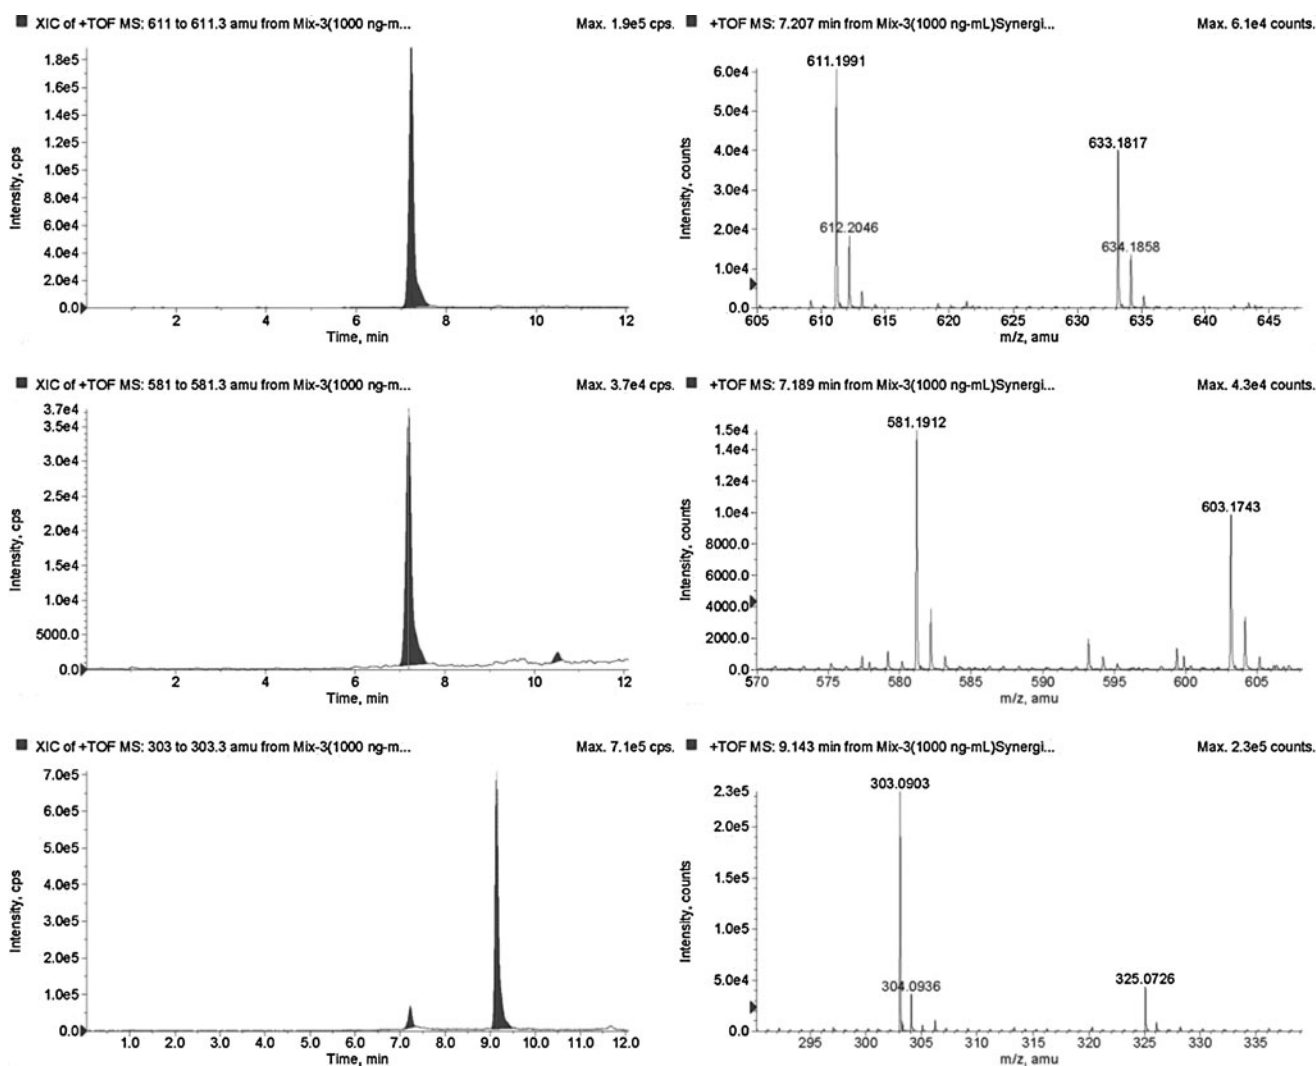 XIC of +TOF MS: 611 to 611.3 amu from Mix-3(1000 ng-m... Max. 1.9e5 cps.
1.8e5
1.6e5
1.4e5
1.2e5
1.0e5
8.0e4
6.0e4
4.0e4
2.0e4
0.0
Intensity, cps
2 4 6 8 10 12
Time, min
+TOF MS: 7.207 min from Mix-3(1000 ng-mL)Synergi... Max. 6.1e4 counts.
611.1991
633.1817
612.2046
634.1858
6.0e4
5.0e4
4.0e4
3.0e4
2.0e4
1.0e4
0.0
Intensity, counts
605 610 615 620 625 630 635 640 645
m/z, amu
XIC of +TOF MS: 581 to 581.3 amu from Mix-3(1000 ng-m... Max. 3.7e4 cps.
3.7e4
3.5e4
3.0e4
2.5e4
2.0e4
1.5e4
1.0e4
5000.0
0.0
Intensity, cps
2 4 6 8 10 12
Time, min
+TOF MS: 7.189 min from Mix-3(1000 ng-mL)Synergi... Max. 4.3e4 counts.
581.1912
603.1743
1.5e4
1.4e4
1.2e4
1.0e4
8000.0
6000.0
4000.0
2000.0
0.0
Intensity, counts
570 575 580 585 590 595 600 605
m/z, amu
XIC of +TOF MS: 303 to 303.3 amu from Mix-3(1000 ng-m... Max. 7.1e5 cps.
7.0e5
6.0e5
5.0e5
4.0e5
3.0e5
2.0e5
1.0e5
0.0
Intensity, cps
1.0 2.0 3.0 4.0 5.0 6.0 7.0 8.0 9.0 10.0 11.0 12.0
Time, min
+TOF MS: 9.143 min from Mix-3(1000 ng-mL)Synergi... Max. 2.3e5 counts.
303.0903
304.0936
325.0726
2.3e5
2.0e5
1.5e5
1.0e5
5.0e4
0.0
Intensity, counts
295 300 305 310 315 320 325 330 335
m/z, amu